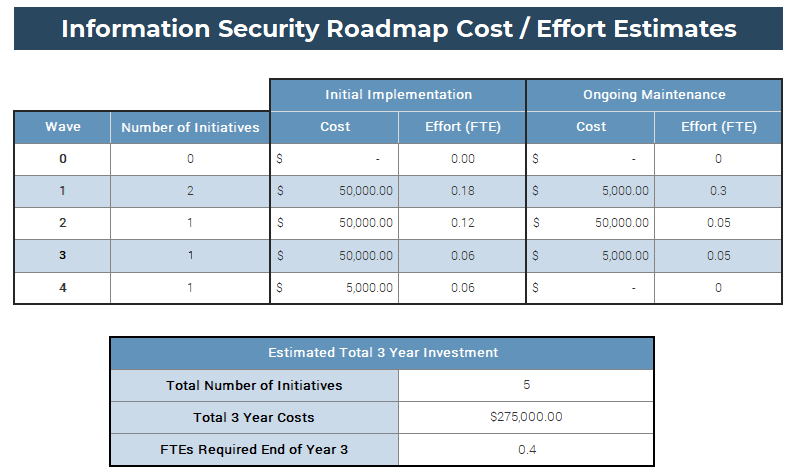 Information Security Roadmap Cost / Effort Estimates
Initial Implementation Ongoing Maintenance
Wave Number of Initiatives Cost Effort (FTE) Cost Effort (FTE)
0 0 $ - 0.00 $ - 0
1 2 $ 50,000.00 0.18 $ 5,000.00 0.3
2 1 $ 50,000.00 0.12 $ 50,000.00 0.05
3 1 $ 50,000.00 0.06 $ 5,000.00 0.05
4 1 $ 5,000.00 0.06 $ - 0
Estimated Total 3 Year Investment
Total Number of Initiatives 5
Total 3 Year Costs $275,000.00
FTEs Required End of Year 3 0.4